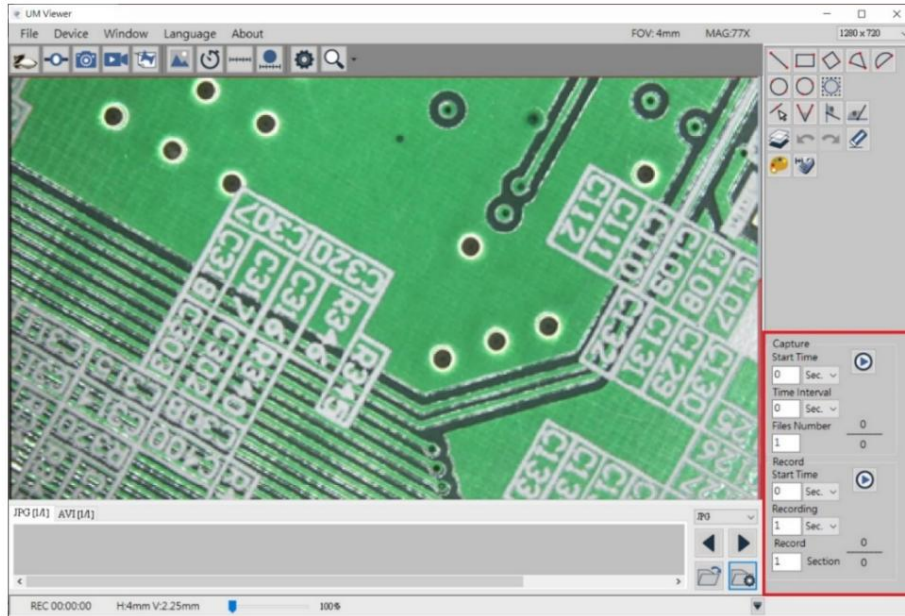 UM Viewer
File Device Window Language About FOV: 4mm MAG:77X 1280 x 720
C112
C111
C110
C109
C108
C107
C132
C131
C129
C130
C307
C320
C318
C317
C316
R346
R345
C302
R340
Capture
Start Time
0 Sec.
Time Interval
0 Sec.
Files Number 0
1 0
Record
Start Time
0 Sec.
Recording
1 Sec.
Record 0
1 Section 0
JPG [1/1] AVI [1/1] JPG
REC 00:00:00 H:4mm V:2.25mm 100%